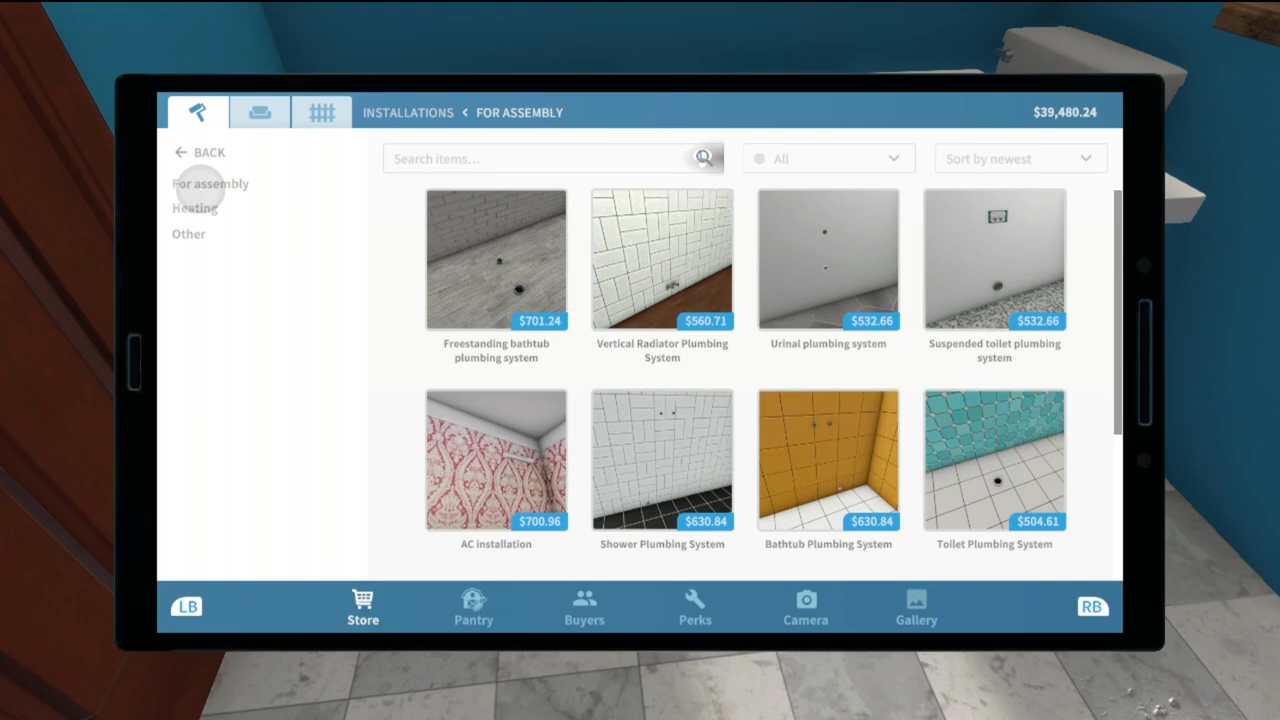 INSTALLATIONS < FOR ASSEMBLY
$39,480.24
BACK
For assembly
Heating
Other
Search items...
All
Sort by newest
$701.24
Freestanding bathtub
plumbing system
$560.71
Vertical Radiator Plumbing
System
$532.66
Urinal plumbing system
$532.66
Suspended toilet plumbing
system
$700.96
AC installation
$630.84
Shower Plumbing System
$630.84
Bathtub Plumbing System
$504.61
Toilet Plumbing System
LB
Store
Pantry
Buyers
Perks
Camera
Gallery
RB